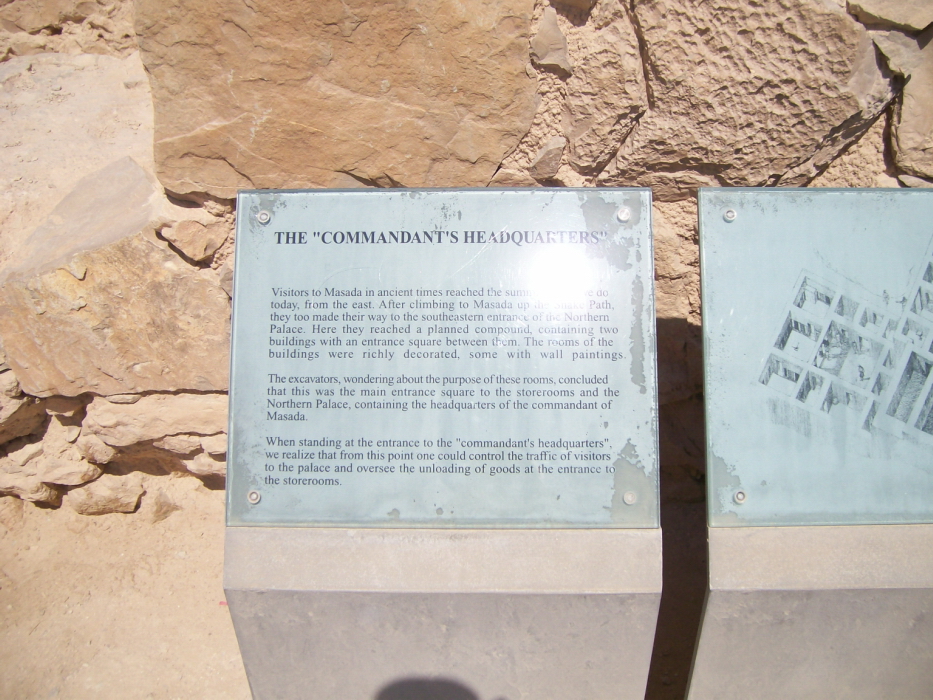 THE "COMMANDANT'S HEADQUARTERS"
Visitors to Masada in ancient times reached the do
today, from the east. After climbing to Masada up Path,
they too made their way to the southeastern entrance of the Northern
Palace. Here they reached a planned compound, containing two
buildings with an entrance square between them. The rooms of the
buildings were richly decorated, some with wall paintings.
The excavators, wondering about the purpose of these rooms, concluded
that this was the main entrance square to the storerooms and the
Northern Palace, containing the headquarters of the commandant of
Masada.
When standing at the entrance to the "commandant's headquarters",
we realize that from this point one could control the traffic of visitors
to the palace and oversee the unloading of goods at the entrance to
the storerooms.